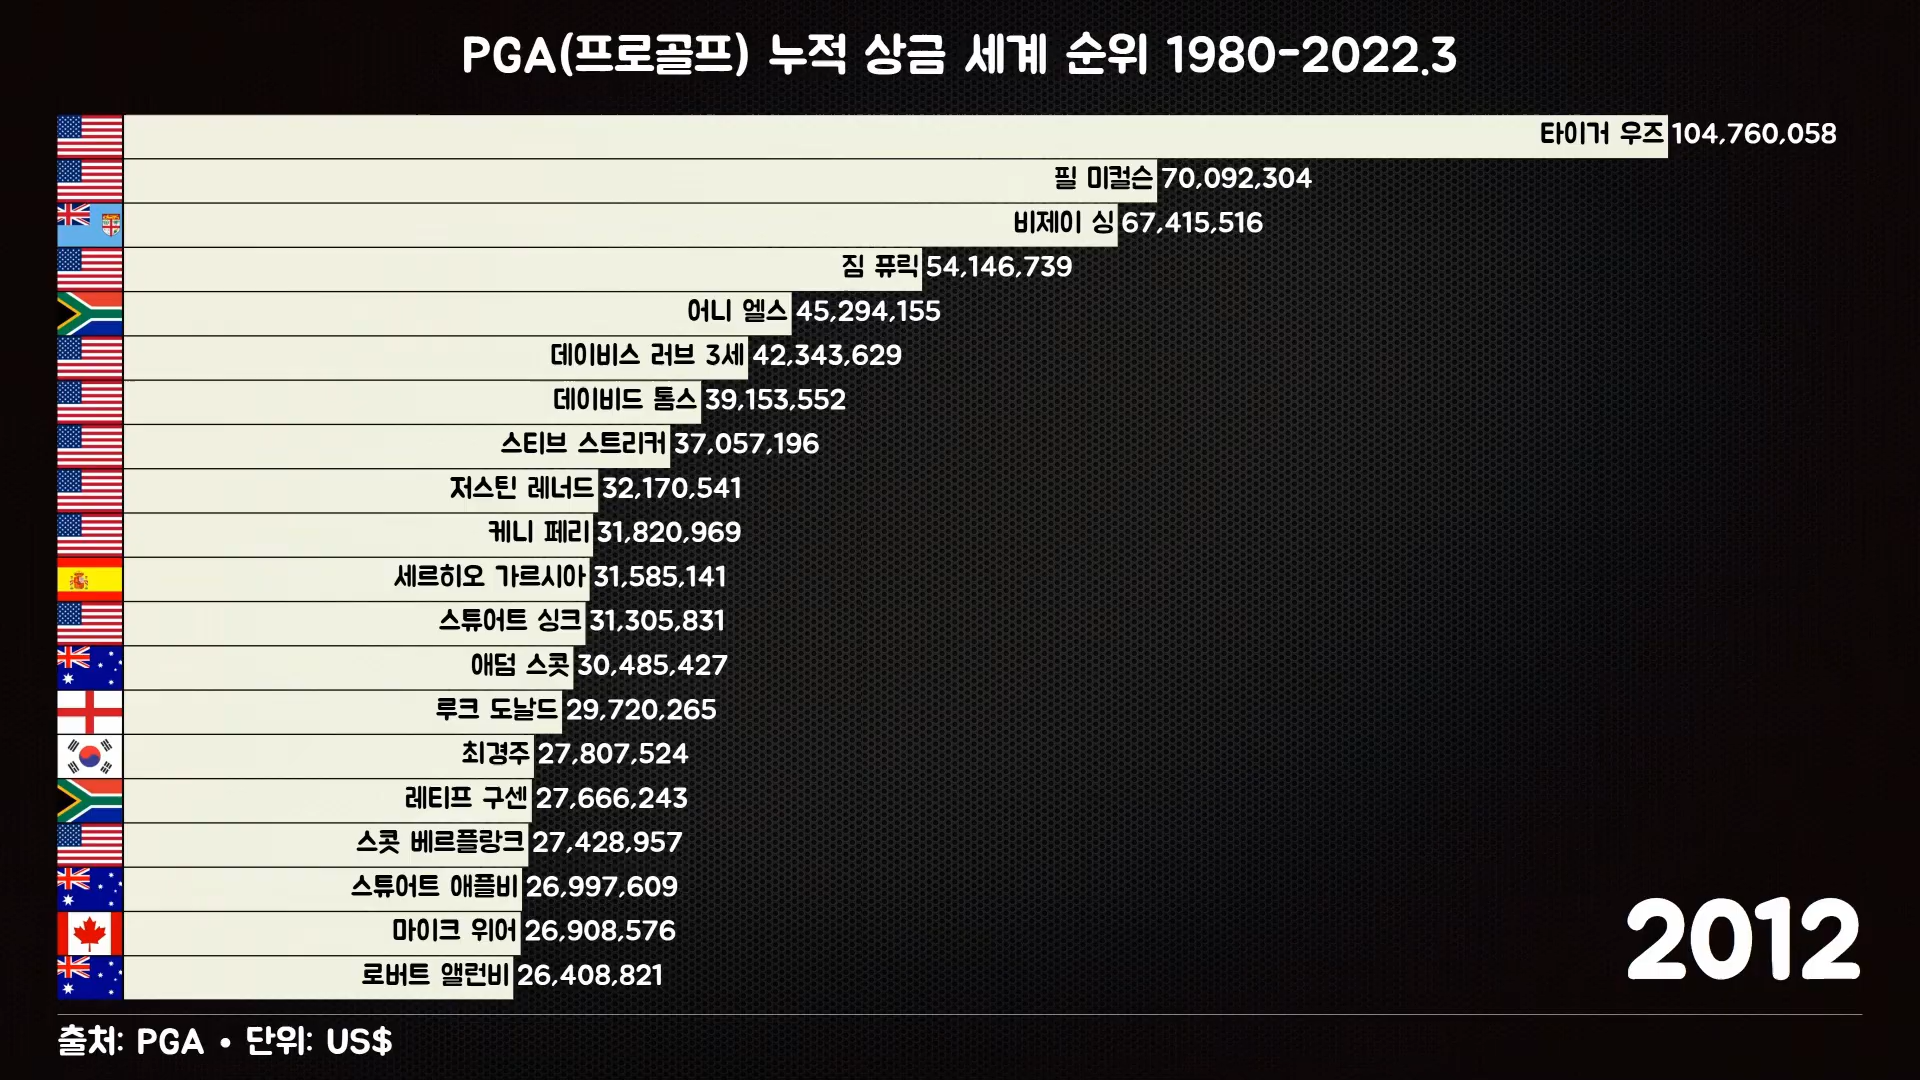 PGA(프로골프) 누적 상금 세계 순위 1980-2022.3
타이거 우즈 104,760,058
필 미컬슨 70,092,304
비제이 싱 67,415,516
짐 퓨릭 54,146,739
어니 엘스 45,294,155
데이비스 러브 3세 42,343,629
데이비드 톰스 39,153,552
스티브 스트리커 37,057,196
저스틴 레너드 32,170,541
케니 페리 31,820,969
세르히오 가르시아 31,585,141
스튜어트 싱크 31,305,831
애덤 스콧 30,485,427
루크 도날드 29,720,265
최경주 27,807,524
레티프 구센 27,666,243
스콧 베르플랑크 27,428,957
스튜어트 애플비 26,997,609
마이크 위어 26,908,576
로버트 앨런비 26,408,821
2012
출처: PGA • 단위: US$